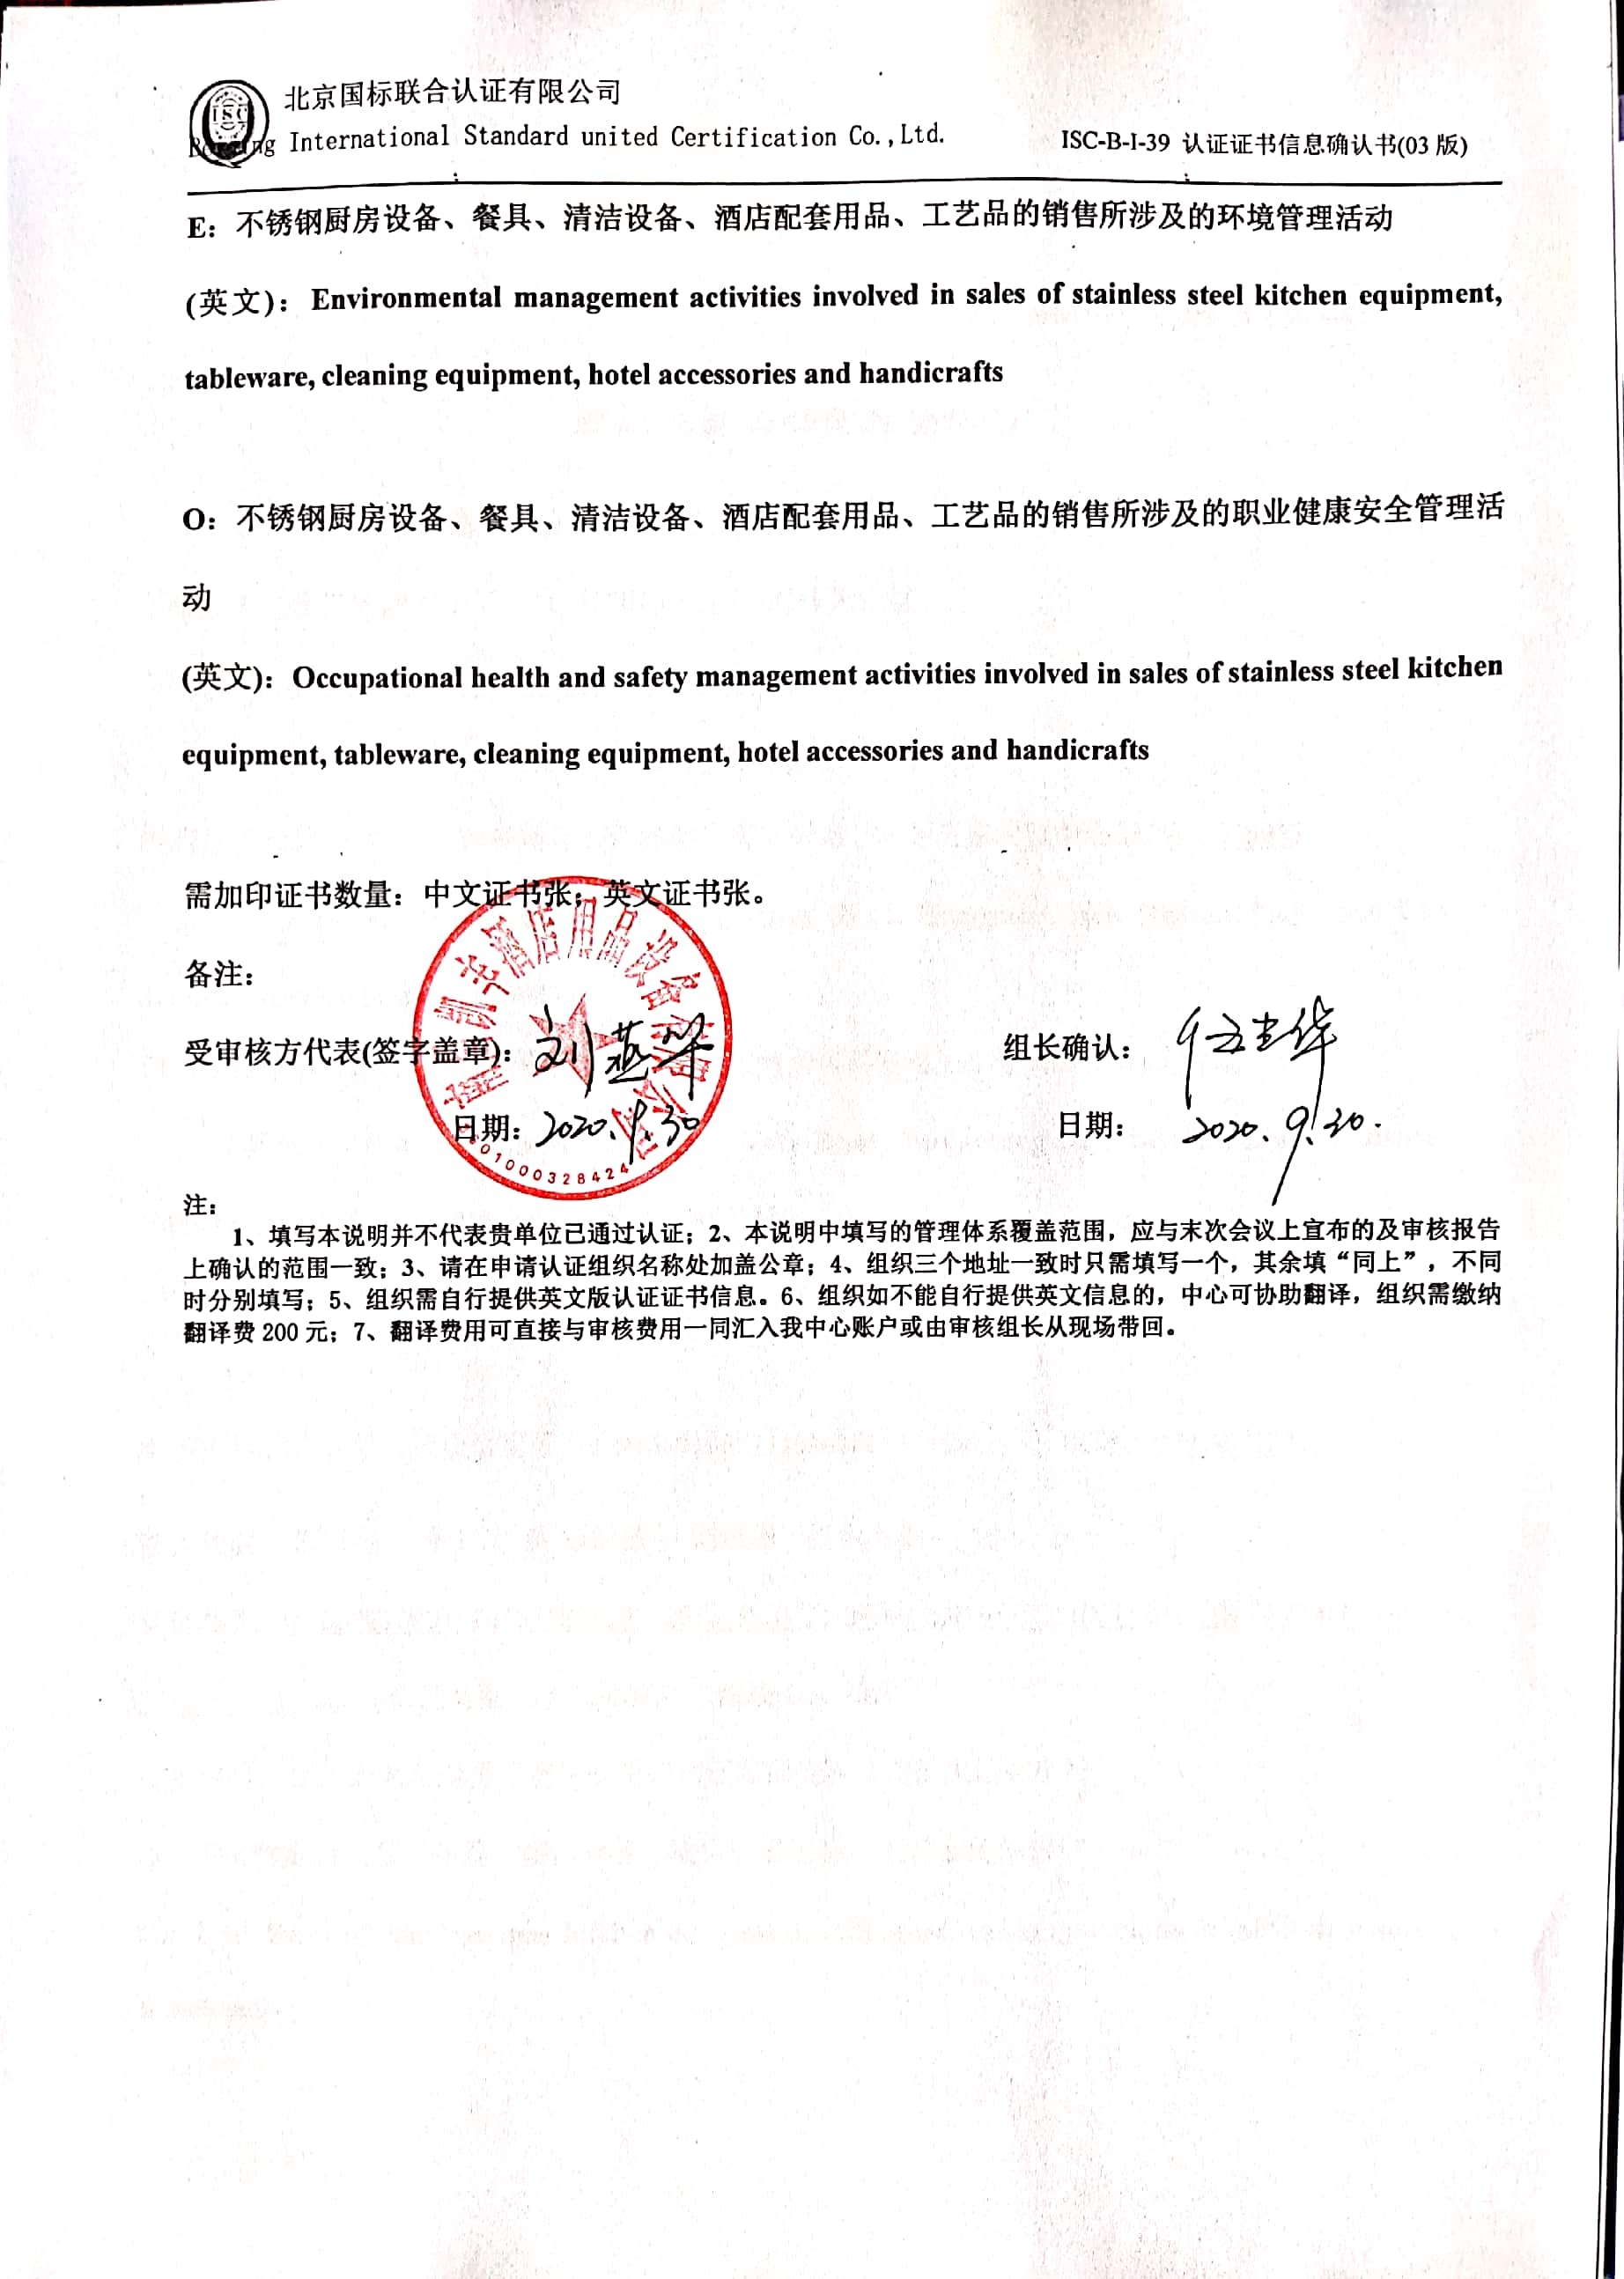 北京国标联合认证有限公司
Beijing International Standard united Certification Co.,Ltd.
ISC-B-I-39 认证证书信息确认书(03 版)
E：不锈钢厨房设备、餐具、清洁设备、酒店配套用品、工艺品的销售所涉及的环境管理活动
(英文)：Environmental management activities involved in sales of stainless steel kitchen equipment,
tableware, cleaning equipment, hotel accessories and handicrafts
O：不锈钢厨房设备、餐具、清洁设备、酒店配套用品、工艺品的销售所涉及的职业健康安全管理活
动
(英文)：Occupational health and safety management activities involved in sales of stainless steel kitchen
equipment, tableware, cleaning equipment, hotel accessories and handicrafts
需加印证书数量：中文证书张；英文证书张。
备注：
受审核方代表(签字盖章)：刘燕华
组长确认：
日期：2020.9.30
日期：2020.9.30.
凯华酒店用品设备有限公司
01000328424
注：
1、填写本说明并不代表贵单位已通过认证；2、本说明中填写的管理体系覆盖范围，应与末次会议上宣布的及审核报告
上确认的范围一致；3、请在申请认证组织名称处加盖公章；4、组织三个地址一致时只需填写一个，其余填“同上”，不同
时分别填写；5、组织需自行提供英文版认证证书信息。6、组织如不能自行提供英文信息的，中心可协助翻译，组织需缴纳
翻译费 200 元；7、翻译费用可直接与审核费用一同汇入我中心账户或由审核组长从现场带回。